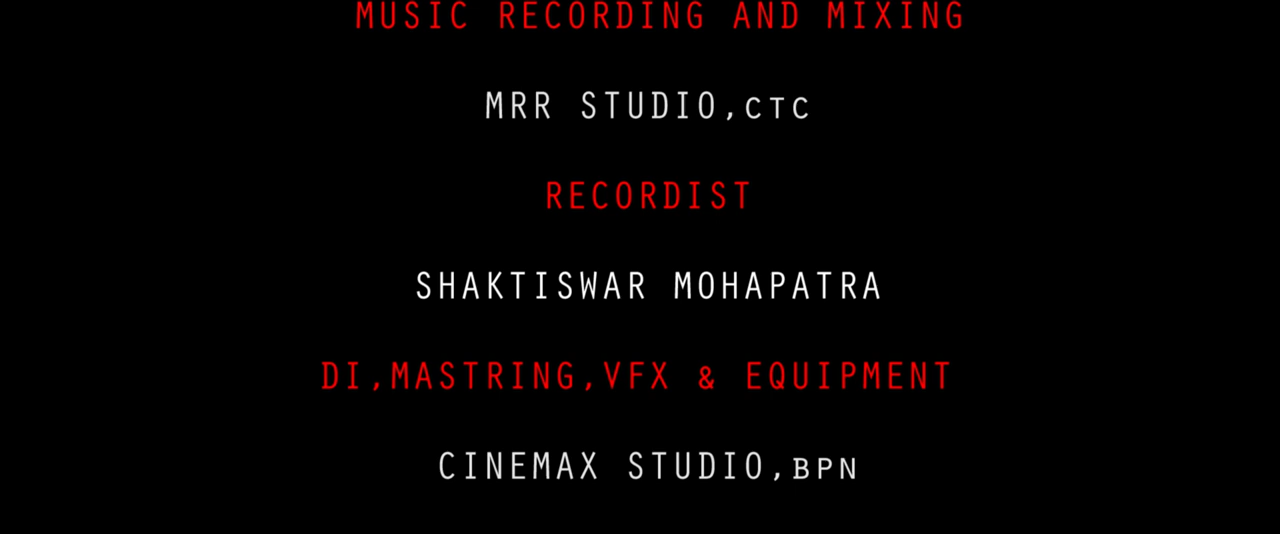 MUSIC RECORDING AND MIXING
MRR STUDIO,CTC
RECORDIST
SHAKTISWAR MOHAPATRA
DI,MASTRING,VFX & EQUIPMENT
CINEMAX STUDIO,BPN